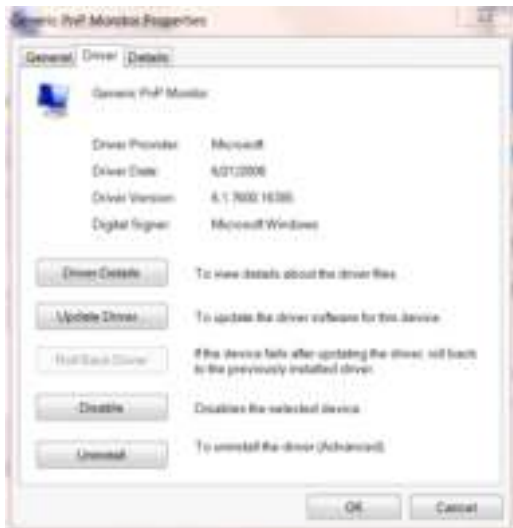 Generic PnP Monitor Properties
General Driver Details
Generic PnP Monitor
Driver Provider: Microsoft
Driver Date: 6/21/2006
Driver Version: 6.1.7600.16385
Digital Signer: Microsoft Windows
Driver Details To view details about the driver files.
Update Driver... To update the driver software for this device.
Roll Back Driver If the device fails after updating the driver, roll back
to the previously installed driver.
Disable Disables the selected device.
Uninstall To uninstall the driver (Advanced).
OK Cancel